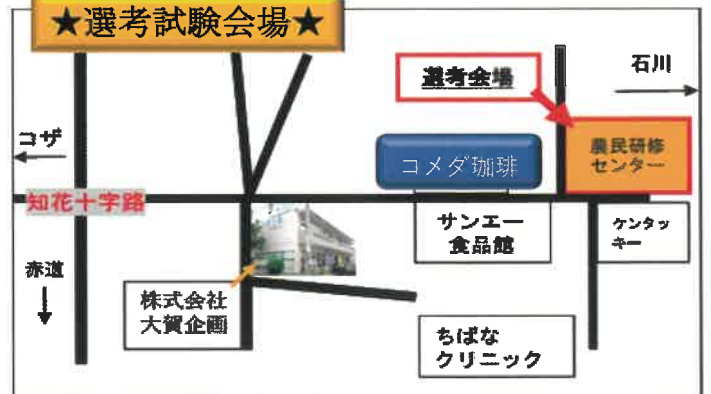 ★選考試験会場★
石川
選考会場
コザ
コメダ珈琲
農民研修
センター
知花十字路
サンエー
食品館
ケンタッ
キー
赤道
株式会社
大賀企画
ちばな
クリニック